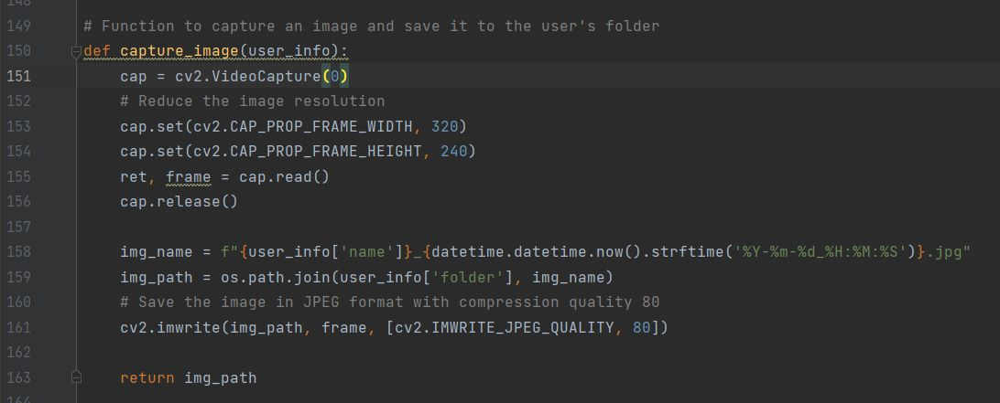 148
149 # Function to capture an image and save it to the user's folder
150 def capture_image(user_info):
151     cap = cv2.VideoCapture(0)
152     # Reduce the image resolution
153     cap.set(cv2.CAP_PROP_FRAME_WIDTH, 320)
154     cap.set(cv2.CAP_PROP_FRAME_HEIGHT, 240)
155     ret, frame = cap.read()
156     cap.release()
157
158     img_name = f"{user_info['name']}_{datetime.datetime.now().strftime('%Y-%m-%d_%H:%M:%S')}.jpg"
159     img_path = os.path.join(user_info['folder'], img_name)
160     # Save the image in JPEG format with compression quality 80
161     cv2.imwrite(img_path, frame, [cv2.IMWRITE_JPEG_QUALITY, 80])
162
163     return img_path
164